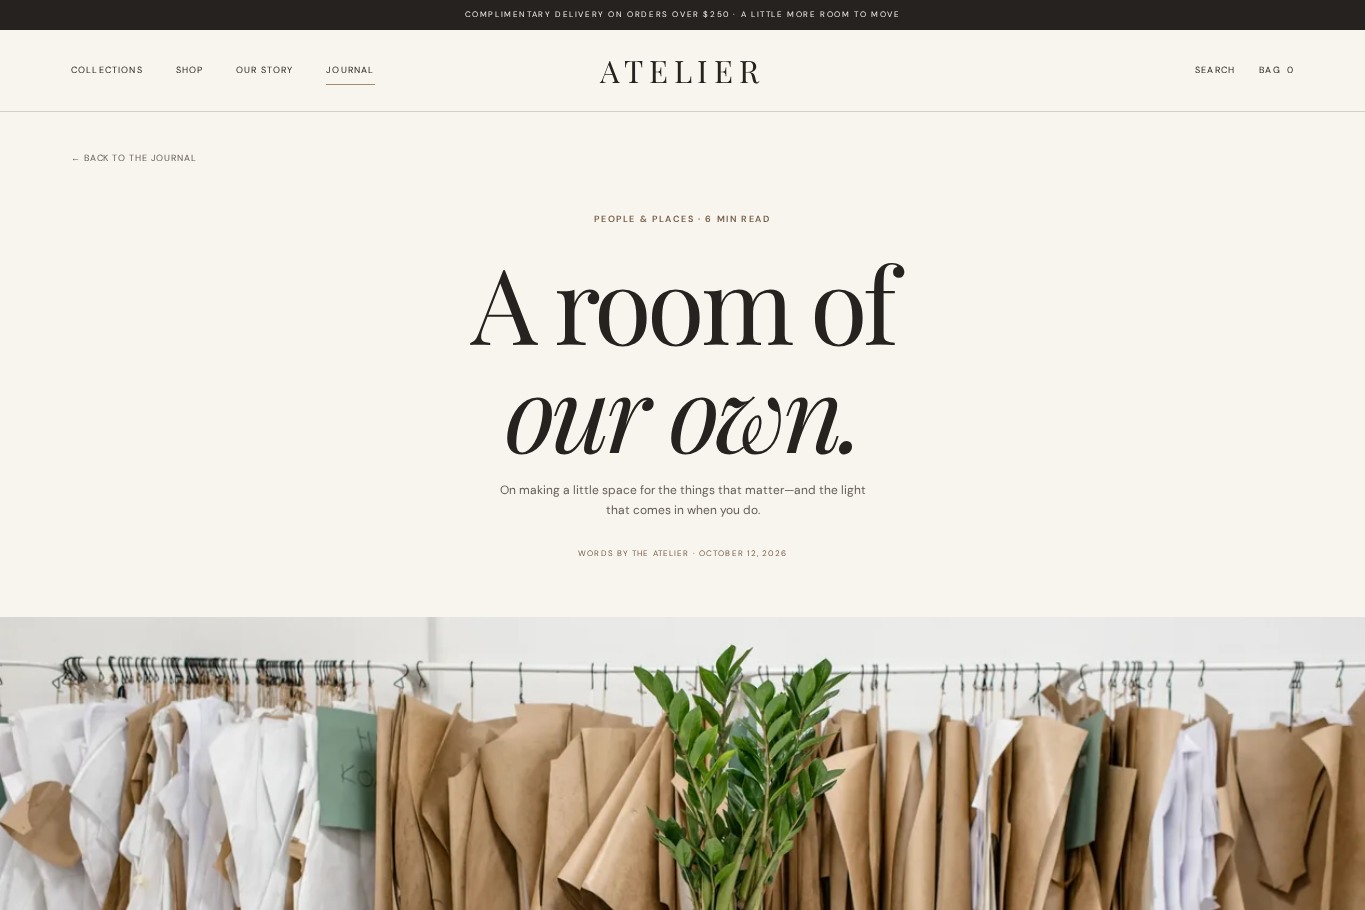 COMPLIMENTARY DELIVERY ON ORDERS OVER $250 · A LITTLE MORE ROOM TO MOVE
COLLECTIONS SHOP OUR STORY JOURNAL
ATELIER
SEARCH BAG 0
← BACK TO THE JOURNAL
PEOPLE & PLACES · 6 MIN READ
A room of
our own.
On making a little space for the things that matter—and the light
that comes in when you do.
WORDS BY THE ATELIER · OCTOBER 12, 2026